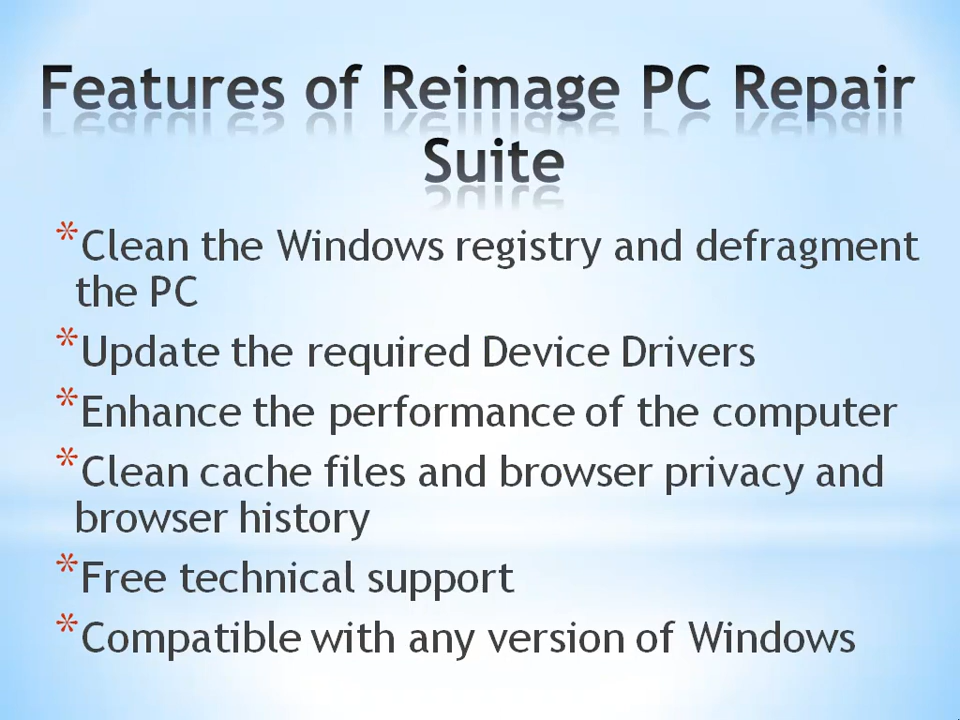 Features of Reimage PC Repair
Suite
*Clean the Windows registry and defragment
the PC
*Update the required Device Drivers
*Enhance the performance of the computer
*Clean cache files and browser privacy and
browser history
*Free technical support
*Compatible with any version of Windows